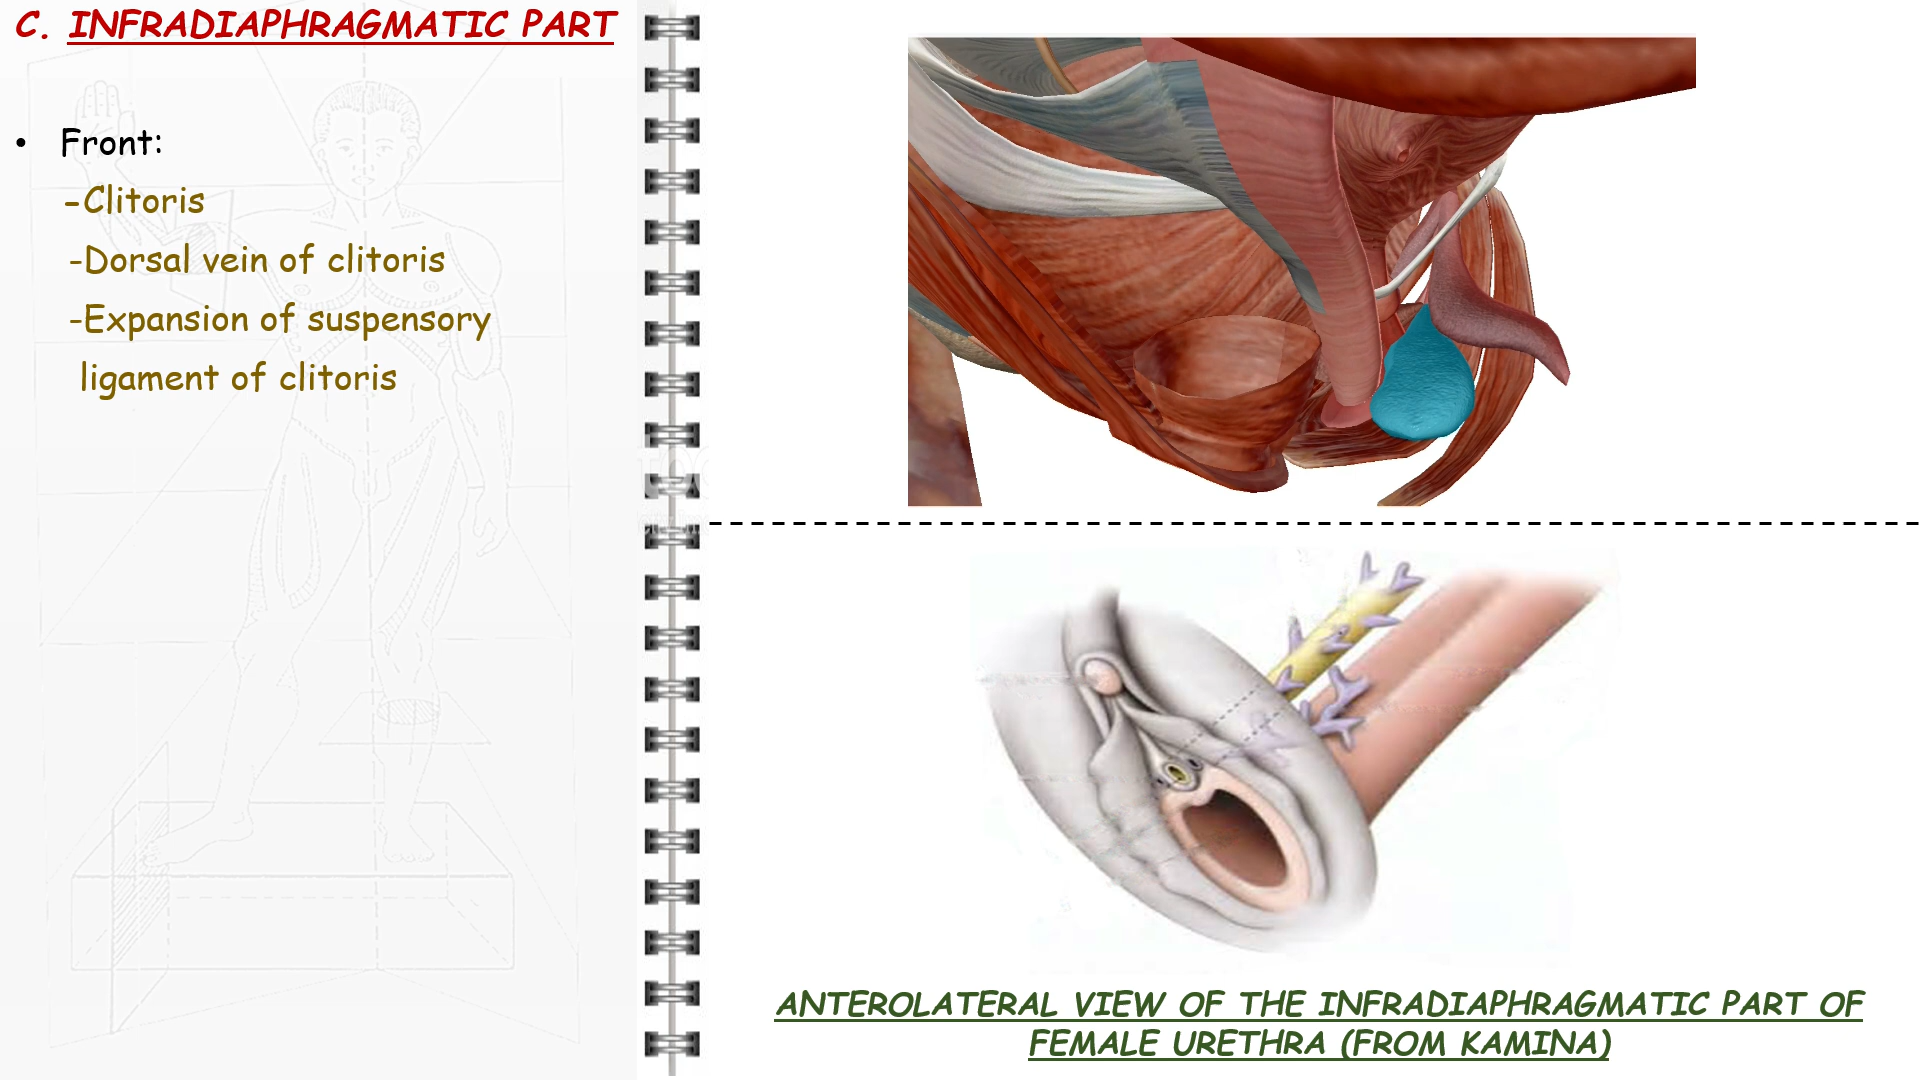 C. INFRADIAPHRAGMATIC PART
• Front:
-Clitoris
-Dorsal vein of clitoris
-Expansion of suspensory
ligament of clitoris
ANTEROLATERAL VIEW OF THE INFRADIAPHRAGMATIC PART OF
FEMALE URETHRA (FROM KAMINA)